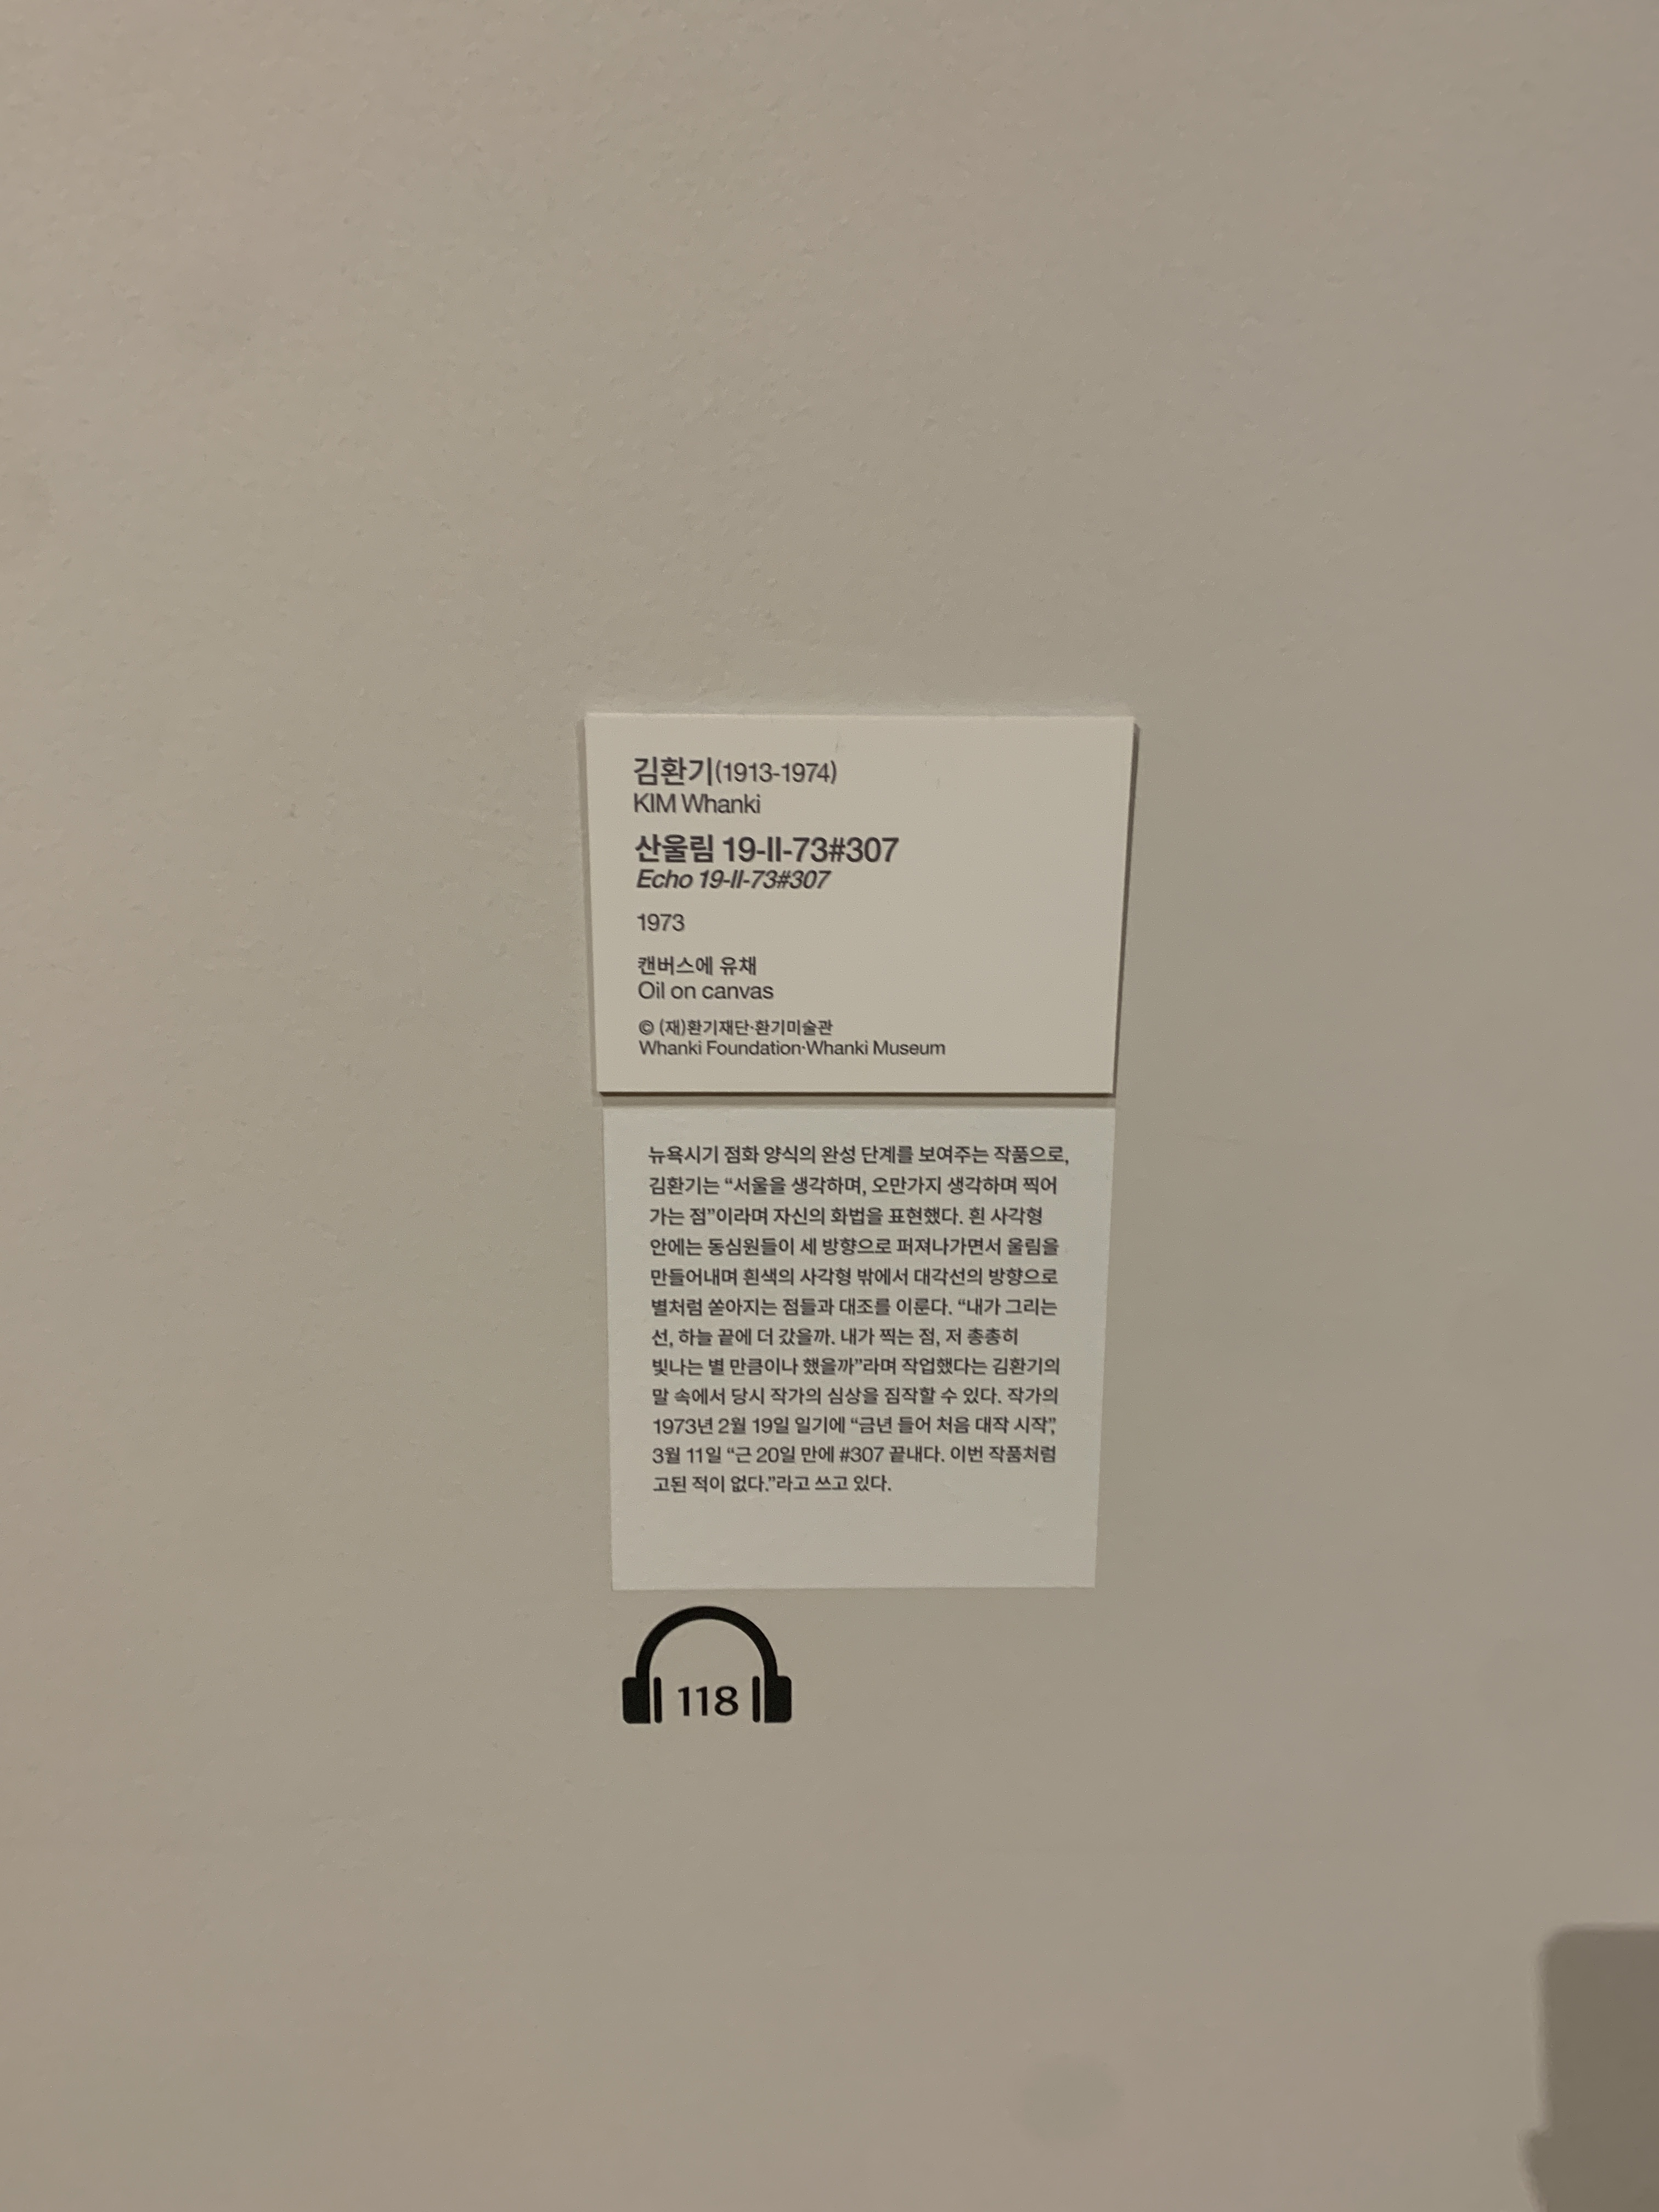 김환기(1913-1974)
KIM Whanki
산울림 19-II-73#307
Echo 19-II-73#307
1973
캔버스에 유채
Oil on canvas
© (재)환기재단·환기미술관
Whanki Foundation·Whanki Museum
뉴욕시기 점화 양식의 완성 단계를 보여주는 작품으로,
김환기는 “서울을 생각하며, 오만가지 생각하며 찍어
가는 점”이라며 자신의 화법을 표현했다. 흰 사각형
안에는 동심원들이 세 방향으로 퍼져나가면서 울림을
만들어내며 흰색의 사각형 밖에서 대각선의 방향으로
별처럼 쏟아지는 점들과 대조를 이룬다. “내가 그리는
선, 하늘 끝에 더 갔을까. 내가 찍는 점, 저 총총히
빛나는 별 만큼이나 했을까”라며 작업했다는 김환기의
말 속에서 당시 작가의 심상을 짐작할 수 있다. 작가의
1973년 2월 19일 일기에 “금년 들어 처음 대작 시작”,
3월 11일 “근 20일 만에 #307 끝내다. 이번 작품처럼
고된 적이 없다.”라고 쓰고 있다.
118